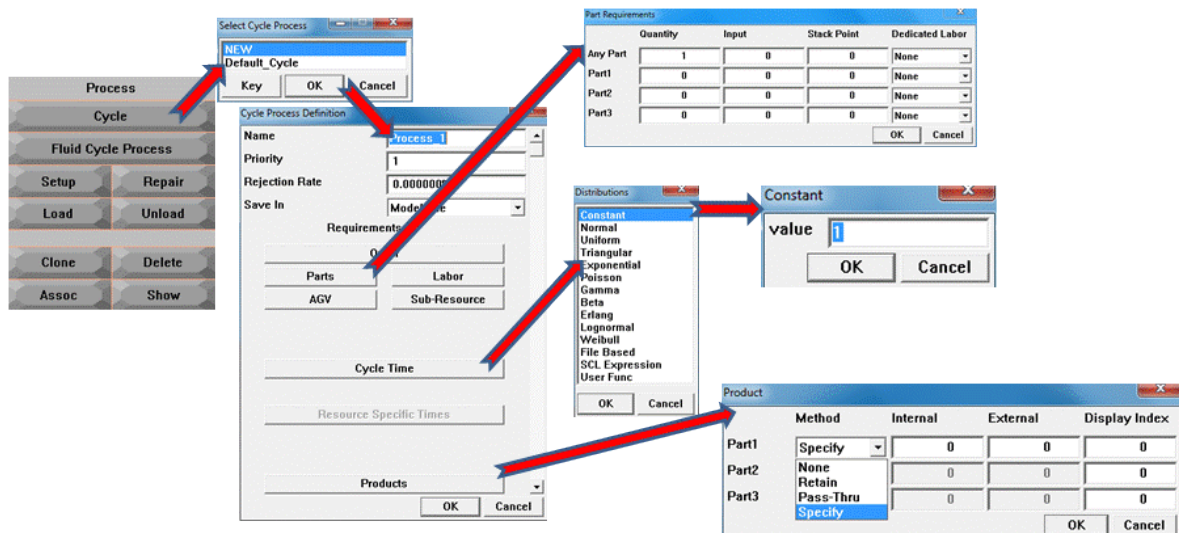 Process
Cycle
Fluid Cycle Process
Setup Repair
Load Unload
Clone Delete
Assoc Show
Select Cycle Process
NEW
Default_Cycle
Key OK Cancel
Cycle Process Definition
Name Process_1
Priority 1
Rejection Rate
Save In
Requirements
Parts Labor
AGV Sub-Resource
Cycle Time
Resource Specific Times
Products
OK Cancel
Part Requirements
Quantity Input Stack Point Dedicated Labor
Any Part 1 0 0 None
Part1 0 0 0 None
Part2 0 0 0 None
Part3 0 0 0 None
OK Cancel
Distributions
Constant
Normal
Uniform
Triangular
Exponential
Poisson
Gamma
Beta
Erlang
Lognormal
Weibull
File Based
SCL Expression
User Func
OK Cancel
Constant
value 1
OK Cancel
Product
Method Internal External Display Index
Part1 Specify 0 0 0
Part2 0 0 0
Part3 0 0 0
None
Retain
Pass-Thru
Specify
OK Cancel